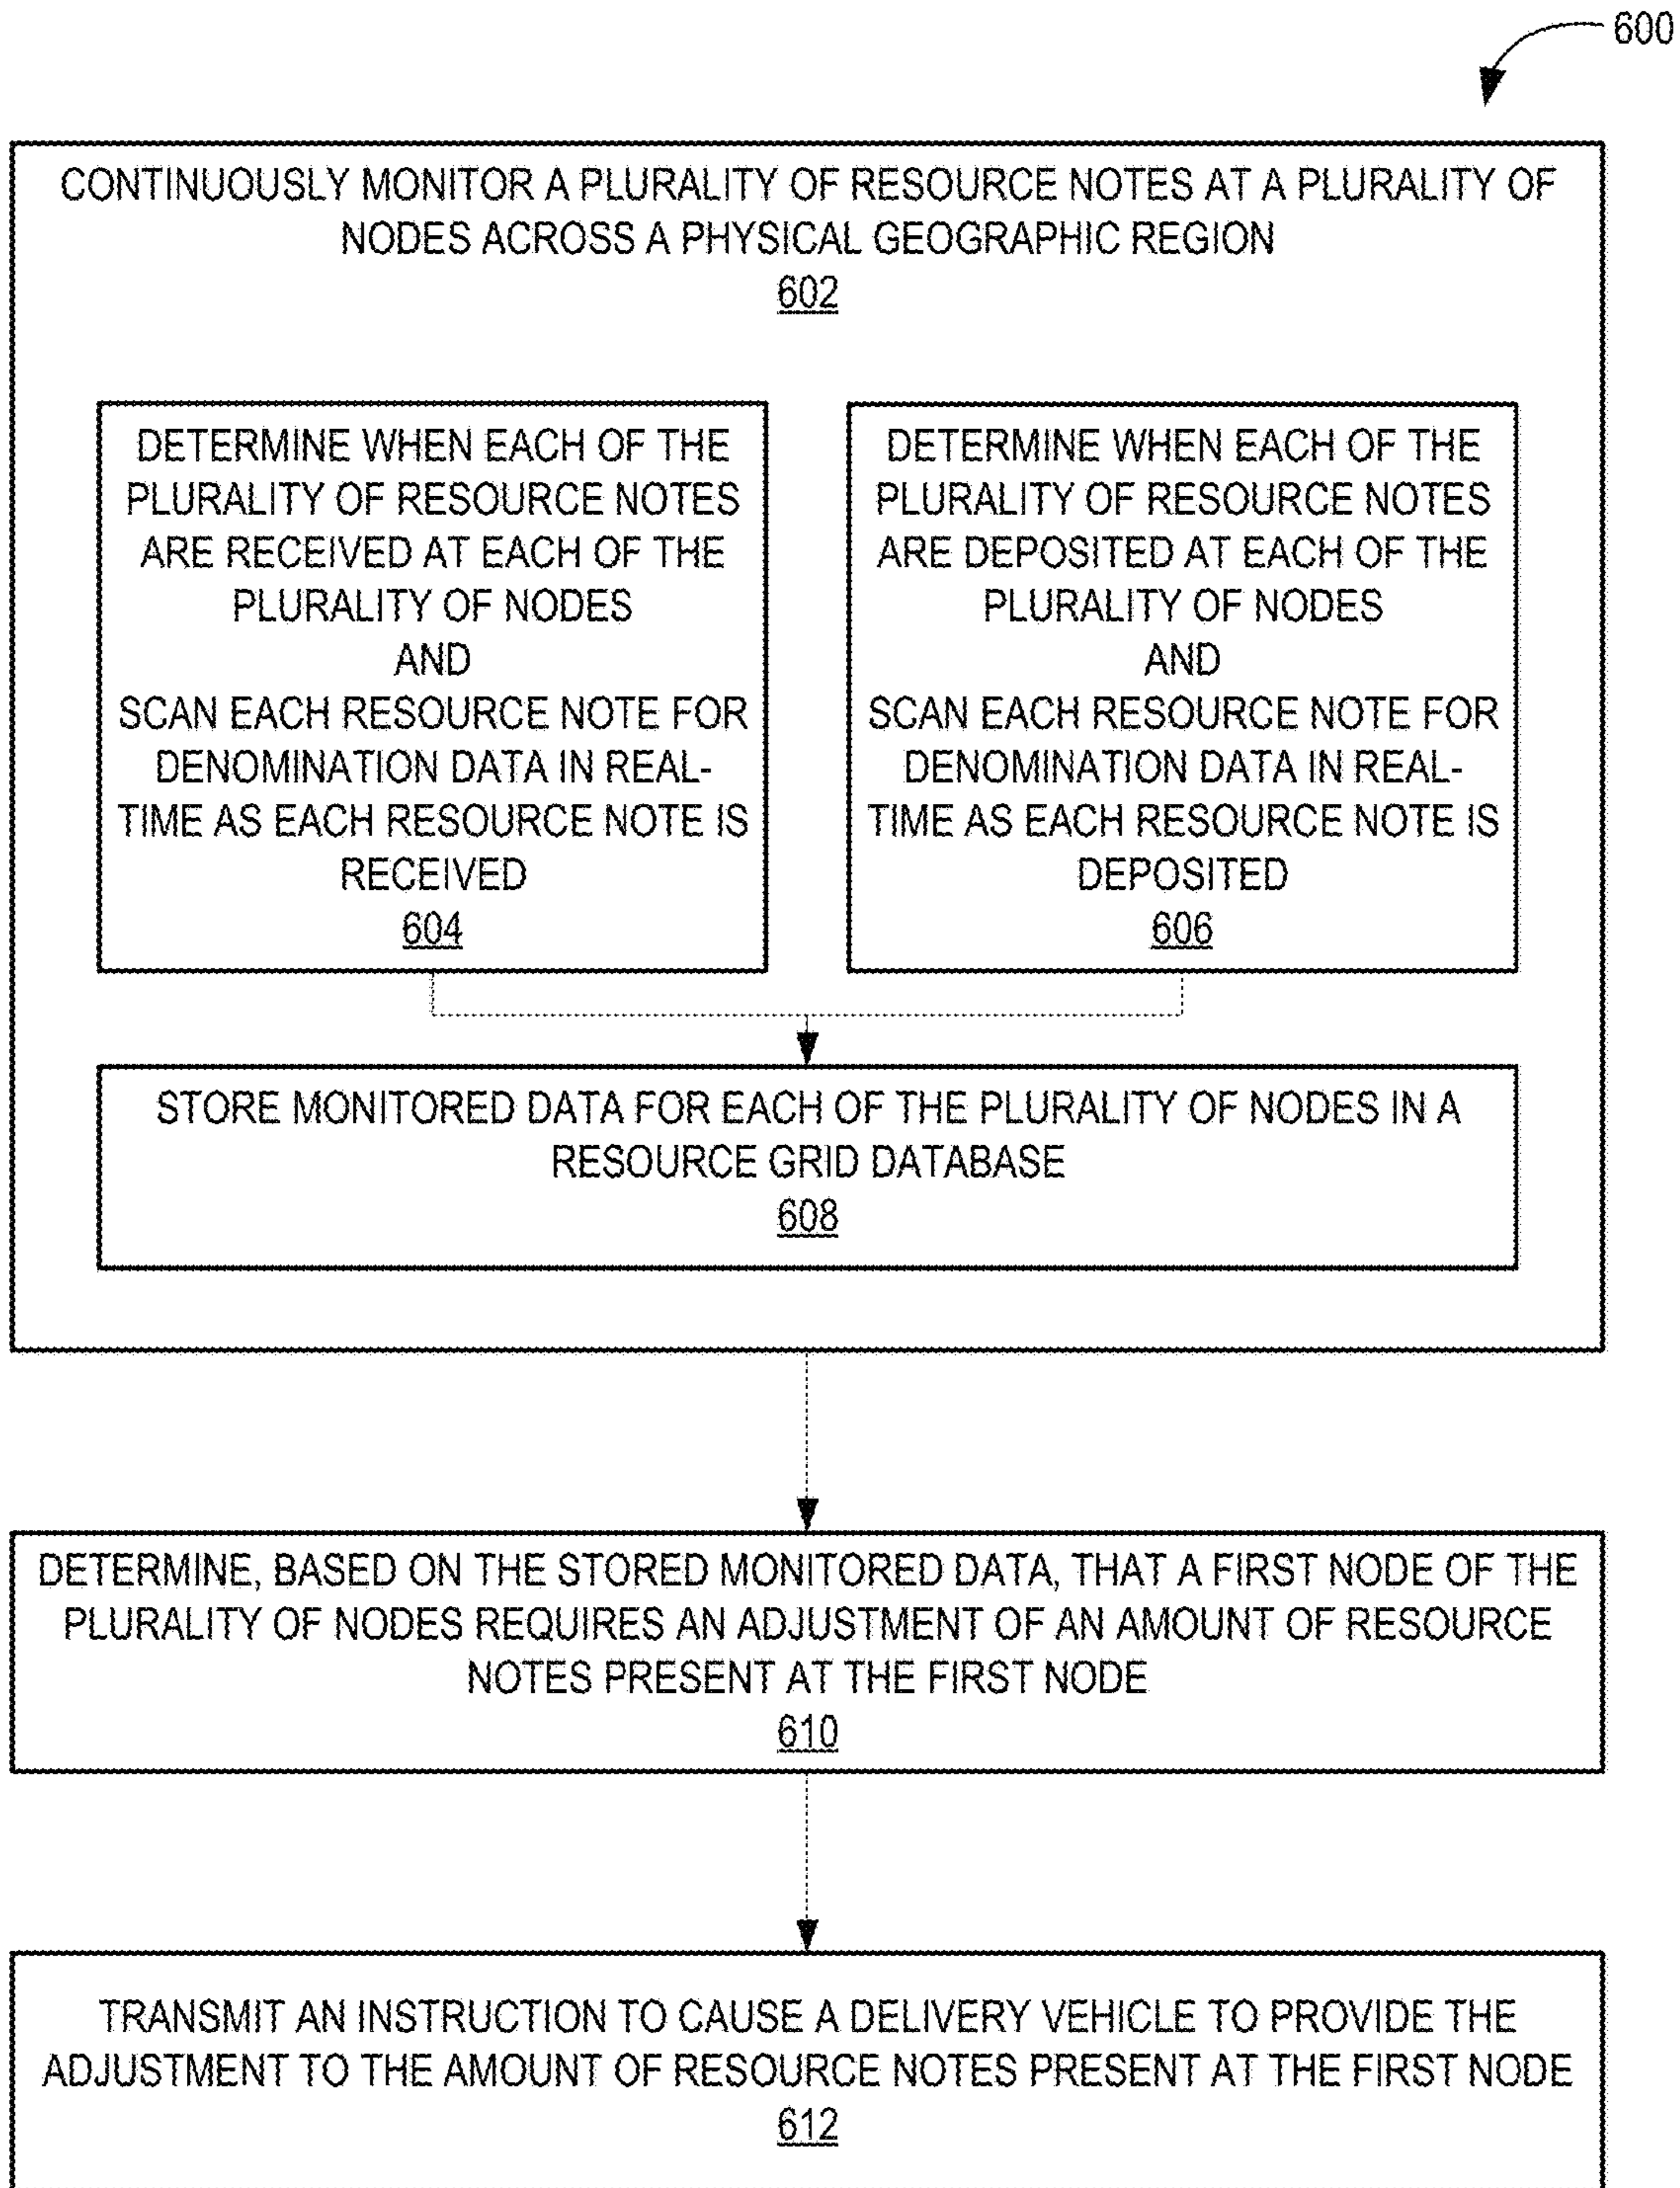 600
CONTINUOUSLY MONITOR A PLURALITY OF RESOURCE NOTES AT A PLURALITY OF
NODES ACROSS A PHYSICAL GEOGRAPHIC REGION
602
DETERMINE WHEN EACH OF THE
PLURALITY OF RESOURCE NOTES
ARE RECEIVED AT EACH OF THE
PLURALITY OF NODES
AND
SCAN EACH RESOURCE NOTE FOR
DENOMINATION DATA IN REAL-
TIME AS EACH RESOURCE NOTE IS
RECEIVED
604
DETERMINE WHEN EACH OF THE
PLURALITY OF RESOURCE NOTES
ARE DEPOSITED AT EACH OF THE
PLURALITY OF NODES
AND
SCAN EACH RESOURCE NOTE FOR
DENOMINATION DATA IN REAL-
TIME AS EACH RESOURCE NOTE IS
DEPOSITED
606
STORE MONITORED DATA FOR EACH OF THE PLURALITY OF NODES IN A
RESOURCE GRID DATABASE
608
DETERMINE, BASED ON THE STORED MONITORED DATA, THAT A FIRST NODE OF THE
PLURALITY OF NODES REQUIRES AN ADJUSTMENT OF AN AMOUNT OF RESOURCE
NOTES PRESENT AT THE FIRST NODE
610
TRANSMIT AN INSTRUCTION TO CAUSE A DELIVERY VEHICLE TO PROVIDE THE
ADJUSTMENT TO THE AMOUNT OF RESOURCE NOTES PRESENT AT THE FIRST NODE
612